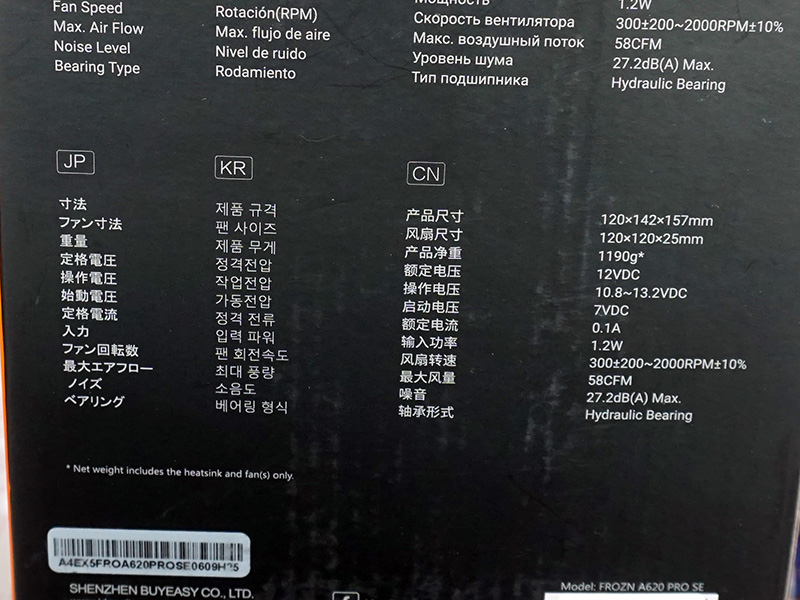 Fan Speed
Max. Air Flow
Noise Level
Bearing Type
Rotación(RPM)
Max. flujo de aire
Nivel de ruido
Rodamiento
Мощность
Скорость вентилятора
Макс. воздушный поток
Уровень шума
Тип подшипника
1.2W
300±200~2000RPM±10%
58CFM
27.2dB(A) Max.
Hydraulic Bearing
JP
寸法
ファン寸法
重量
定格電圧
操作電圧
始動電圧
定格電流
入力
ファン回転数
最大エアフロー
ノイズ
ベアリング
KR
제품 규격
팬 사이즈
제품 무게
정격전압
작업전압
가동전압
정격 전류
입력 파워
팬 회전속도
최대 풍량
소음도
베어링 형식
CN
产品尺寸
风扇尺寸
产品净重
额定电压
操作电压
启动电压
额定电流
输入功率
风扇转速
最大风量
噪音
轴承形式
120×142×157mm
120×120×25mm
1190g*
12VDC
10.8~13.2VDC
7VDC
0.1A
1.2W
300±200~2000RPM±10%
58CFM
27.2dB(A) Max.
Hydraulic Bearing
* Net weight includes the heatsink and fan(s) only.
A4EX5FROA620PROSE0609H25
SHENZHEN BUYEASY CO., LTD.
Model: FROZN A620 PRO SE